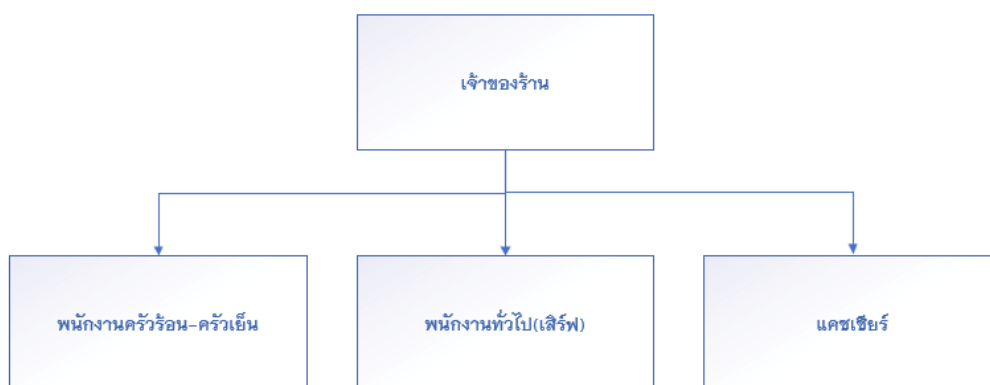 เจ้าของร้าน
พนักงานครัวร้อน-ครัวเย็น
พนักงานทั่วไป(เสิร์ฟ)
แคชเชียร์